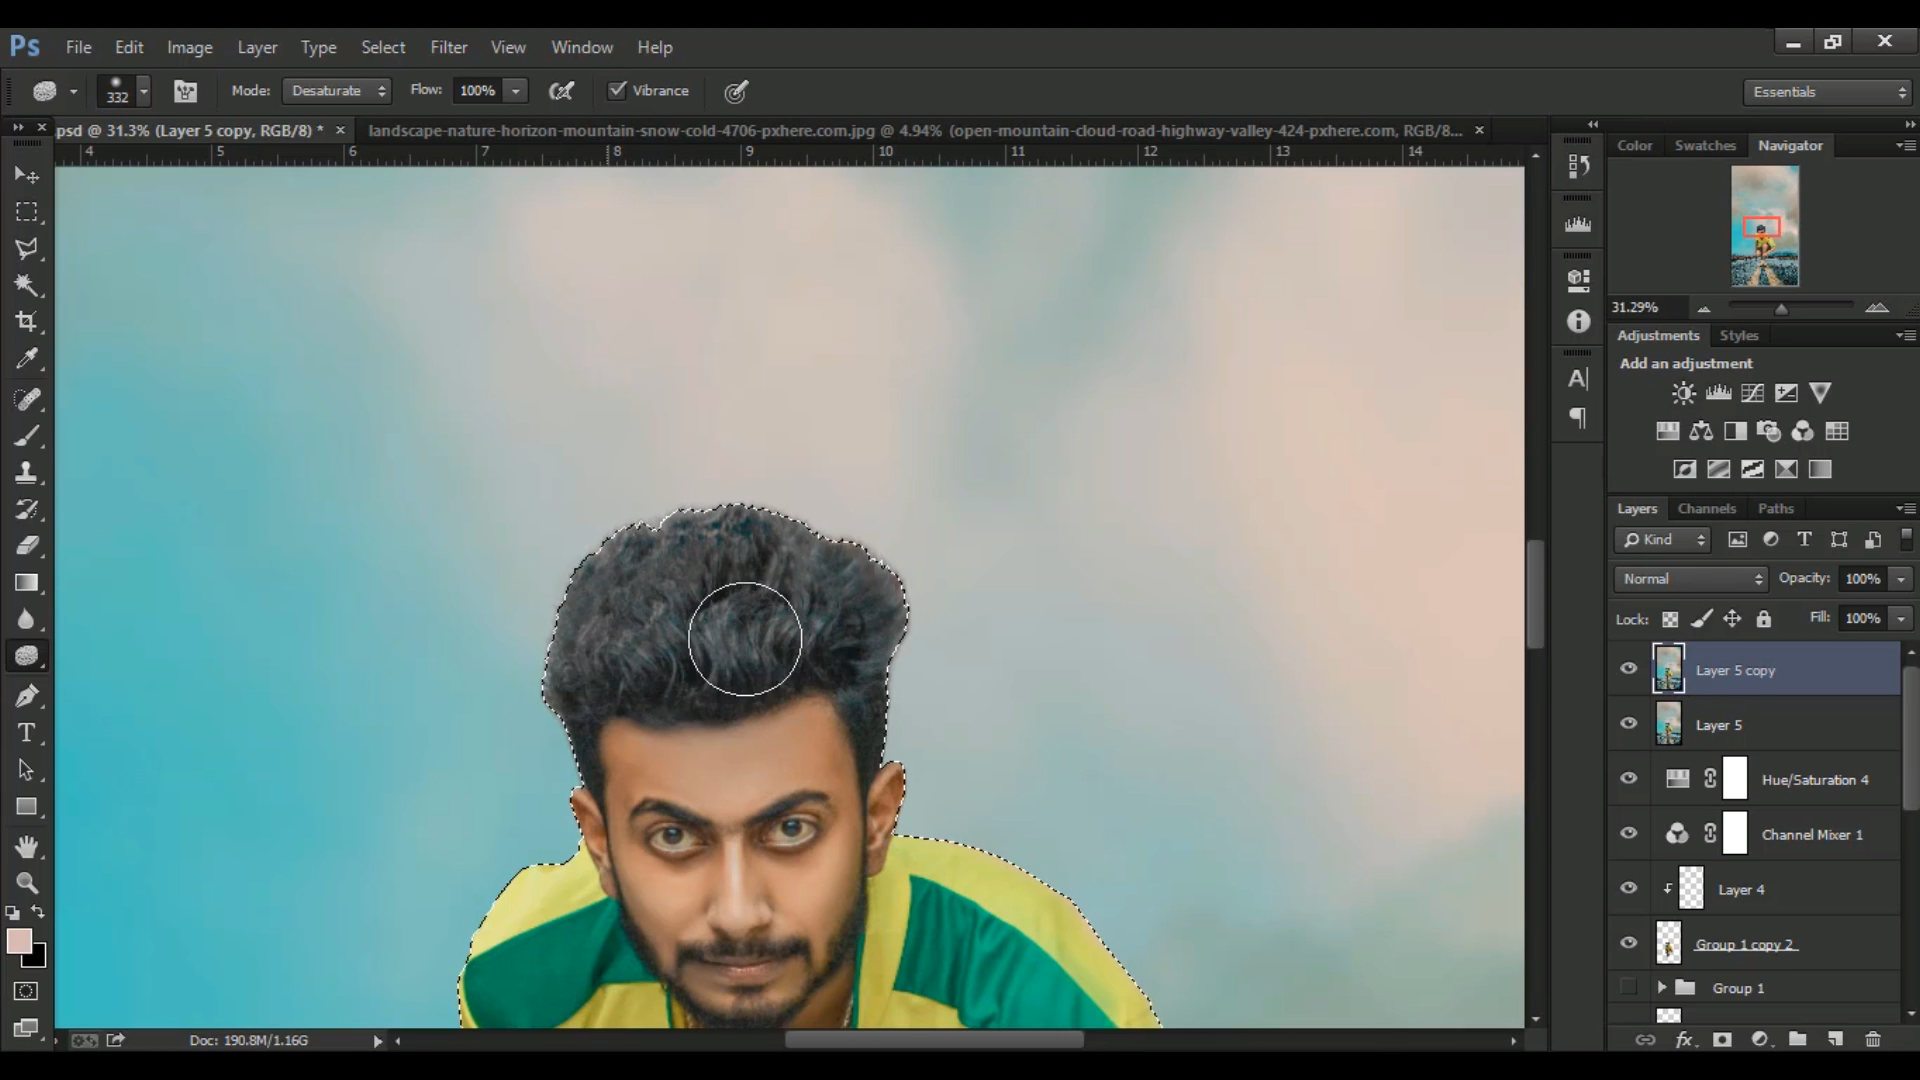 Ps File Edit Image Layer Type Select Filter View Window Help
332 Mode: Desaturate Flow: 100% Vibrance Essentials
psd @ 31.3% (Layer 5 copy, RGB/8) * × landscape-nature-horizon-mountain-snow-cold-4706-pxhere.com.jpg @ 4.94% (open-mountain-cloud-road-highway-valley-424-pxhere.com, RGB/8... ×
4 5 6 7 8 9 10 11 12 13 14
Color Swatches Navigator
31.29%
Adjustments Styles
Add an adjustment
Layers Channels Paths
Kind
Normal Opacity: 100%
Lock: Fill: 100%
Layer 5 copy
Layer 5
Hue/Saturation 4
Channel Mixer 1
Layer 4
Group 1 copy 2
Group 1
Doc: 190.8M/1.16G